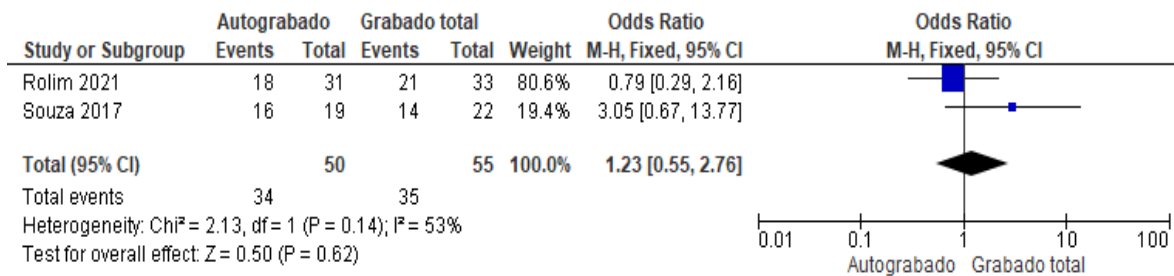 Autograbado Grabado total Odds Ratio Odds Ratio
Study or Subgroup Events Total Events Total Weight M-H, Fixed, 95% CI M-H, Fixed, 95% CI
Rolim 2021 18 31 21 33 80.6% 0.79 [0.29, 2.16]
Souza 2017 16 19 14 22 19.4% 3.05 [0.67, 13.77]
Total (95% CI) 50 55 100.0% 1.23 [0.55, 2.76]
Total events 34 35
Heterogeneity: Chi² = 2.13, df = 1 (P = 0.14); I² = 53%
Test for overall effect: Z = 0.50 (P = 0.62)
0.01 0.1 1 10 100
Autograbado Grabado total